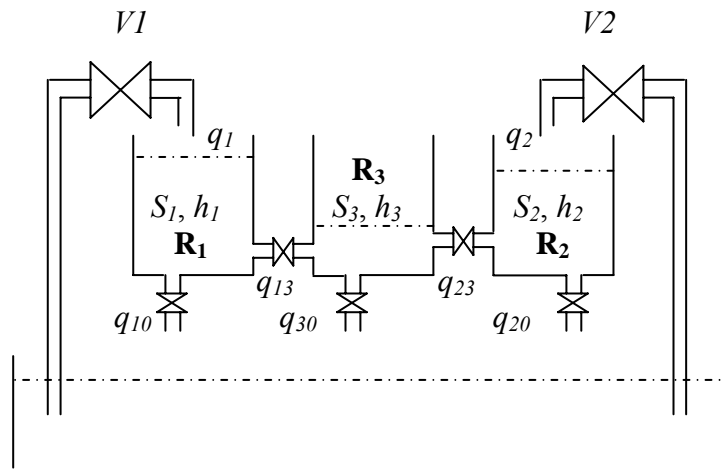 V1 V2
q1 q2
R3
S1, h1 S3, h3 S2, h2
R1 R2
q13 q23
q10 q30 q20